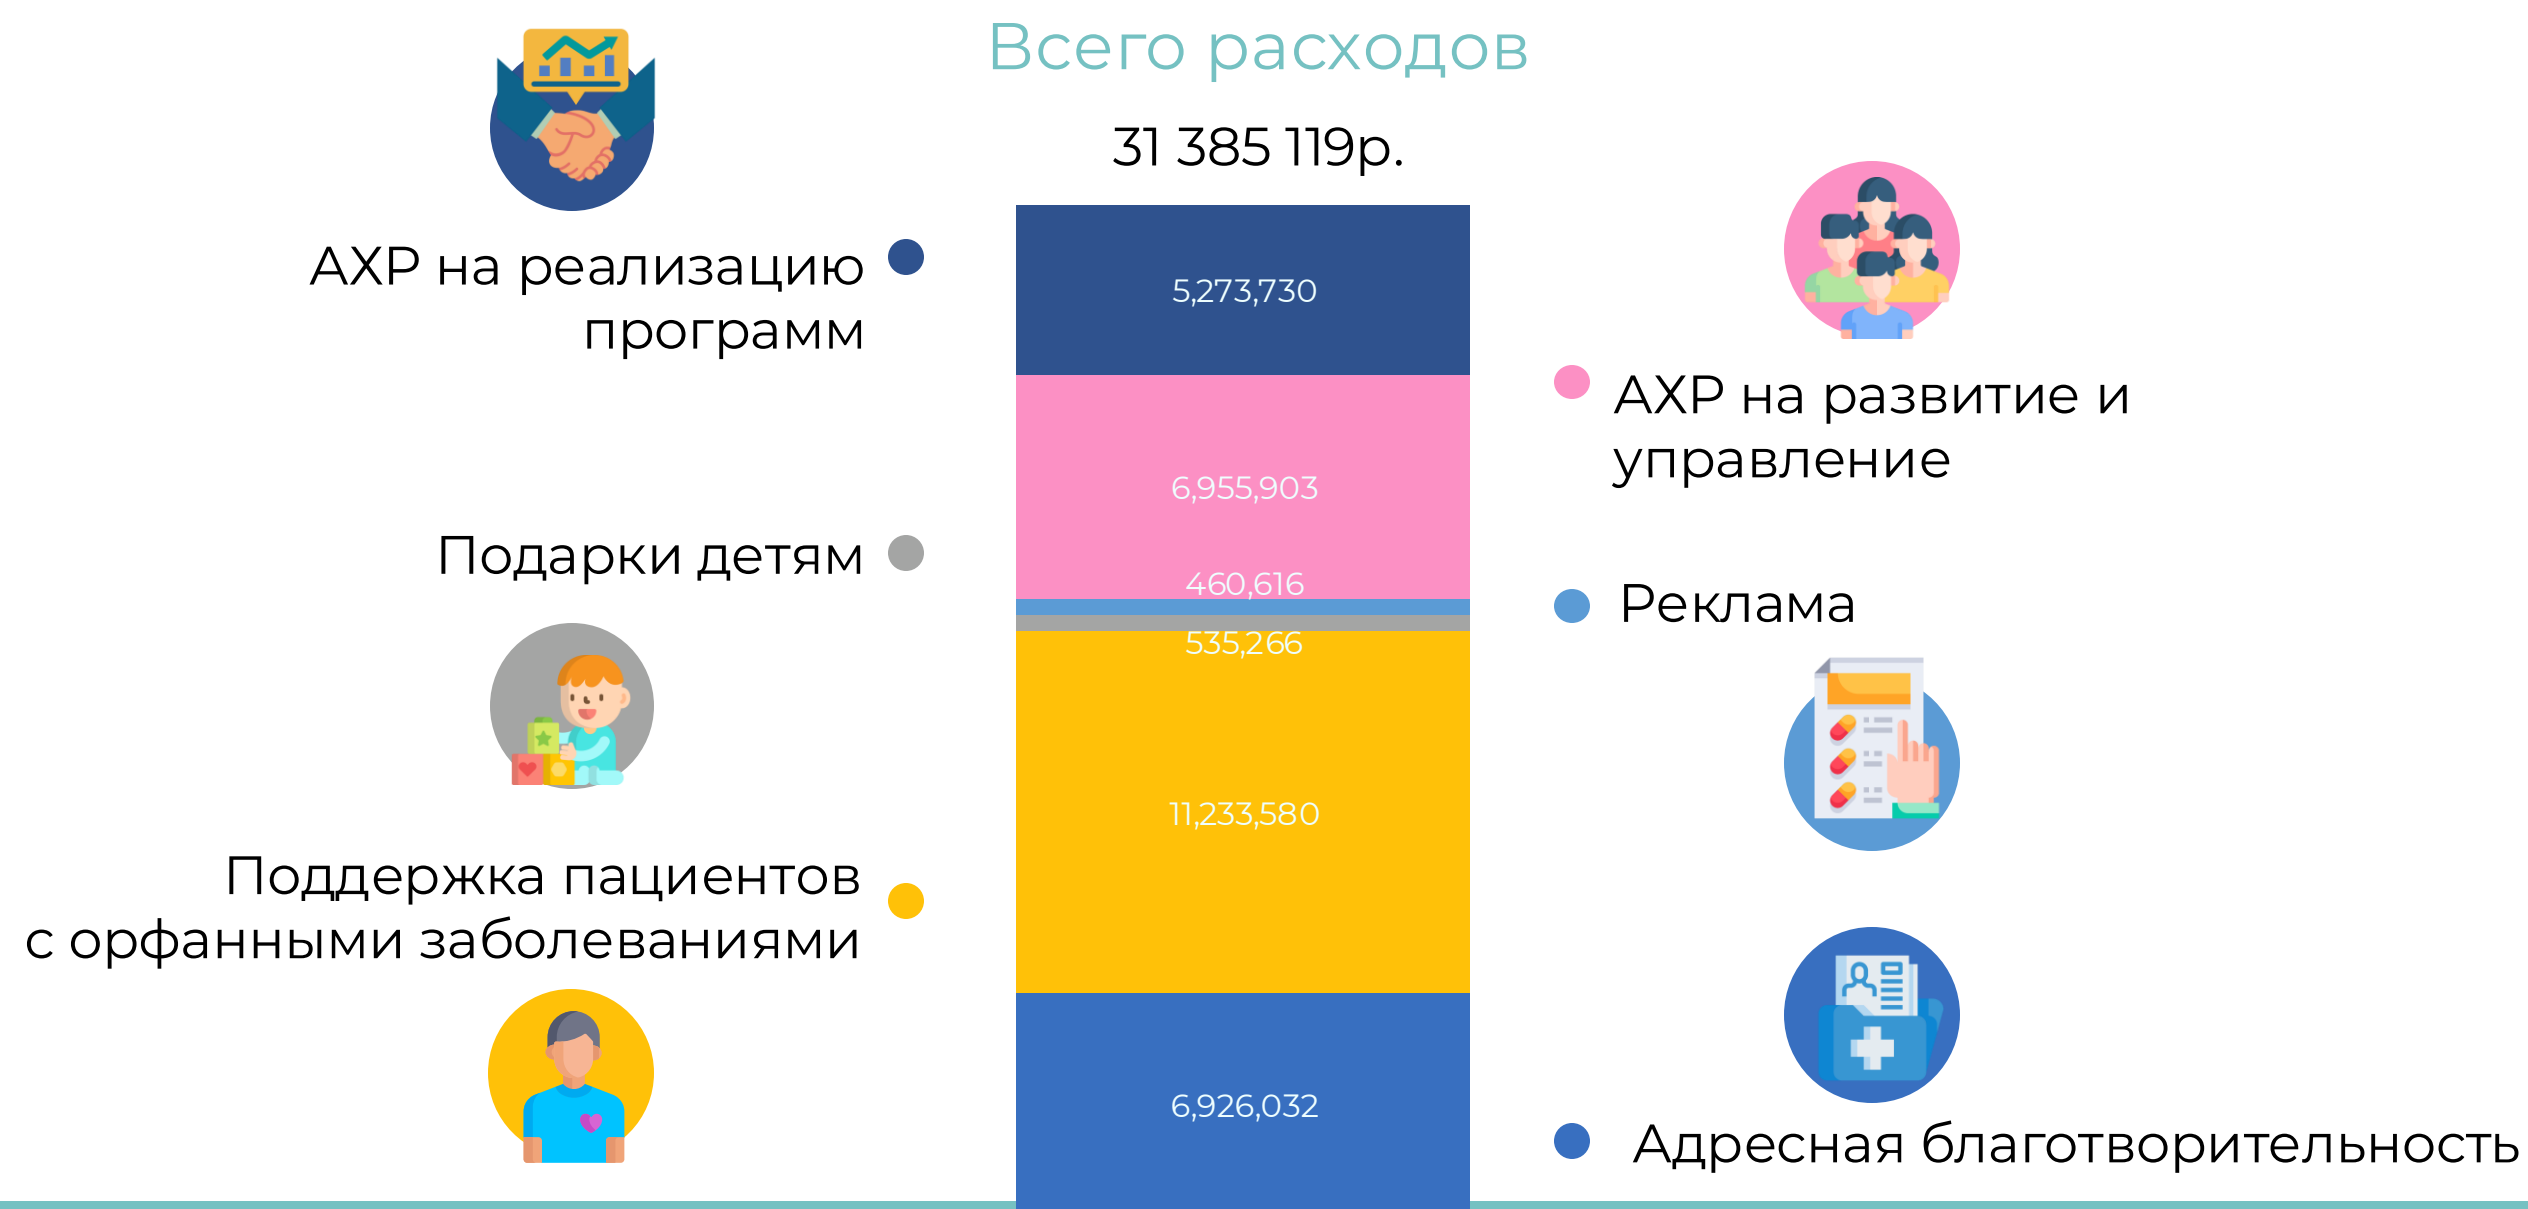 Всего расходов
31 385 119р.
АХР на реализацию
программ
5,273,730
АХР на развитие и
управление
6,955,903
Подарки детям
460,616
Реклама
535,266
11,233,580
Поддержка пациентов
с орфанными заболеваниями
6,926,032
Адресная благотворительность